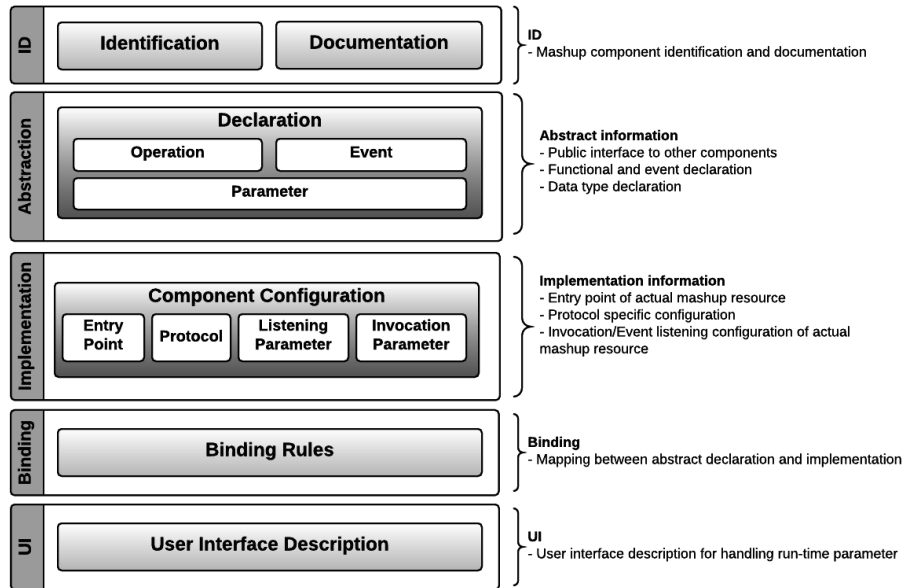 ID
Identification
Documentation
ID
- Mashup component identification and documentation
Abstraction
Declaration
Operation
Event
Parameter
Abstract information
- Public interface to other components
- Functional and event declaration
- Data type declaration
Implementation
Component Configuration
Entry
Point
Protocol
Listening
Parameter
Invocation
Parameter
Implementation information
- Entry point of actual mashup resource
- Protocol specific configuration
- Invocation/Event listening configuration of actual
mashup resource
Binding
Binding Rules
Binding
- Mapping between abstract declaration and implementation
UI
User Interface Description
UI
- User interface description for handling run-time parameter